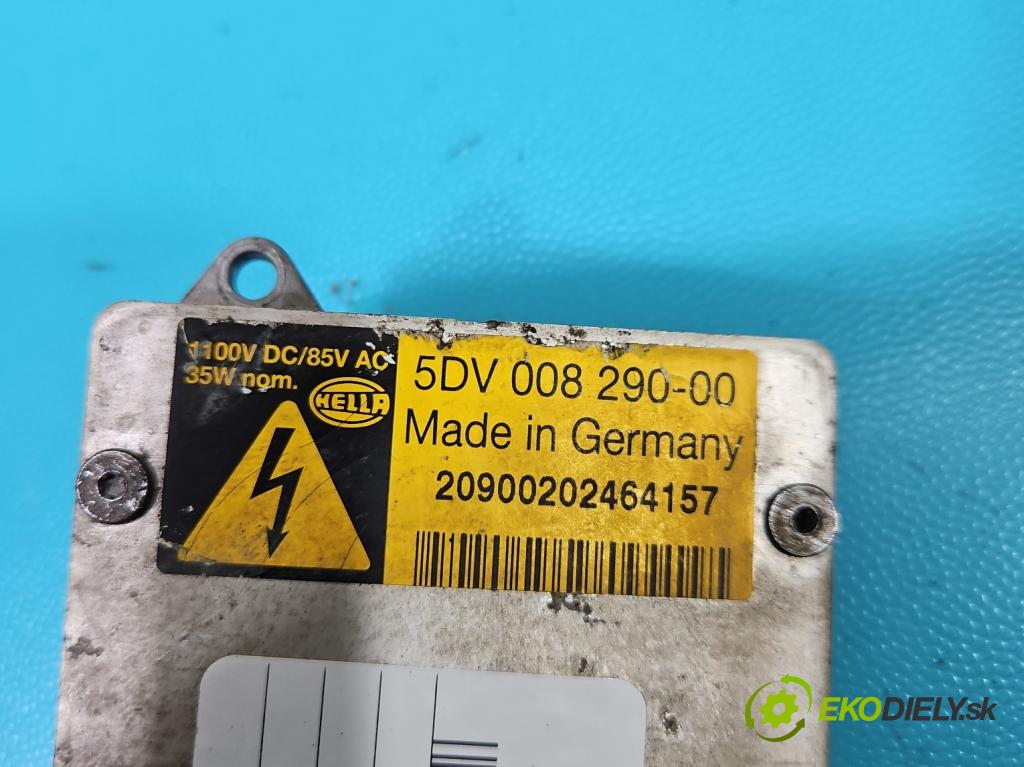 1100V DC/85V AC
35W nom.
HELLA
5DV 008 290-00
Made in Germany
20900202464157
EKODIELY.sk